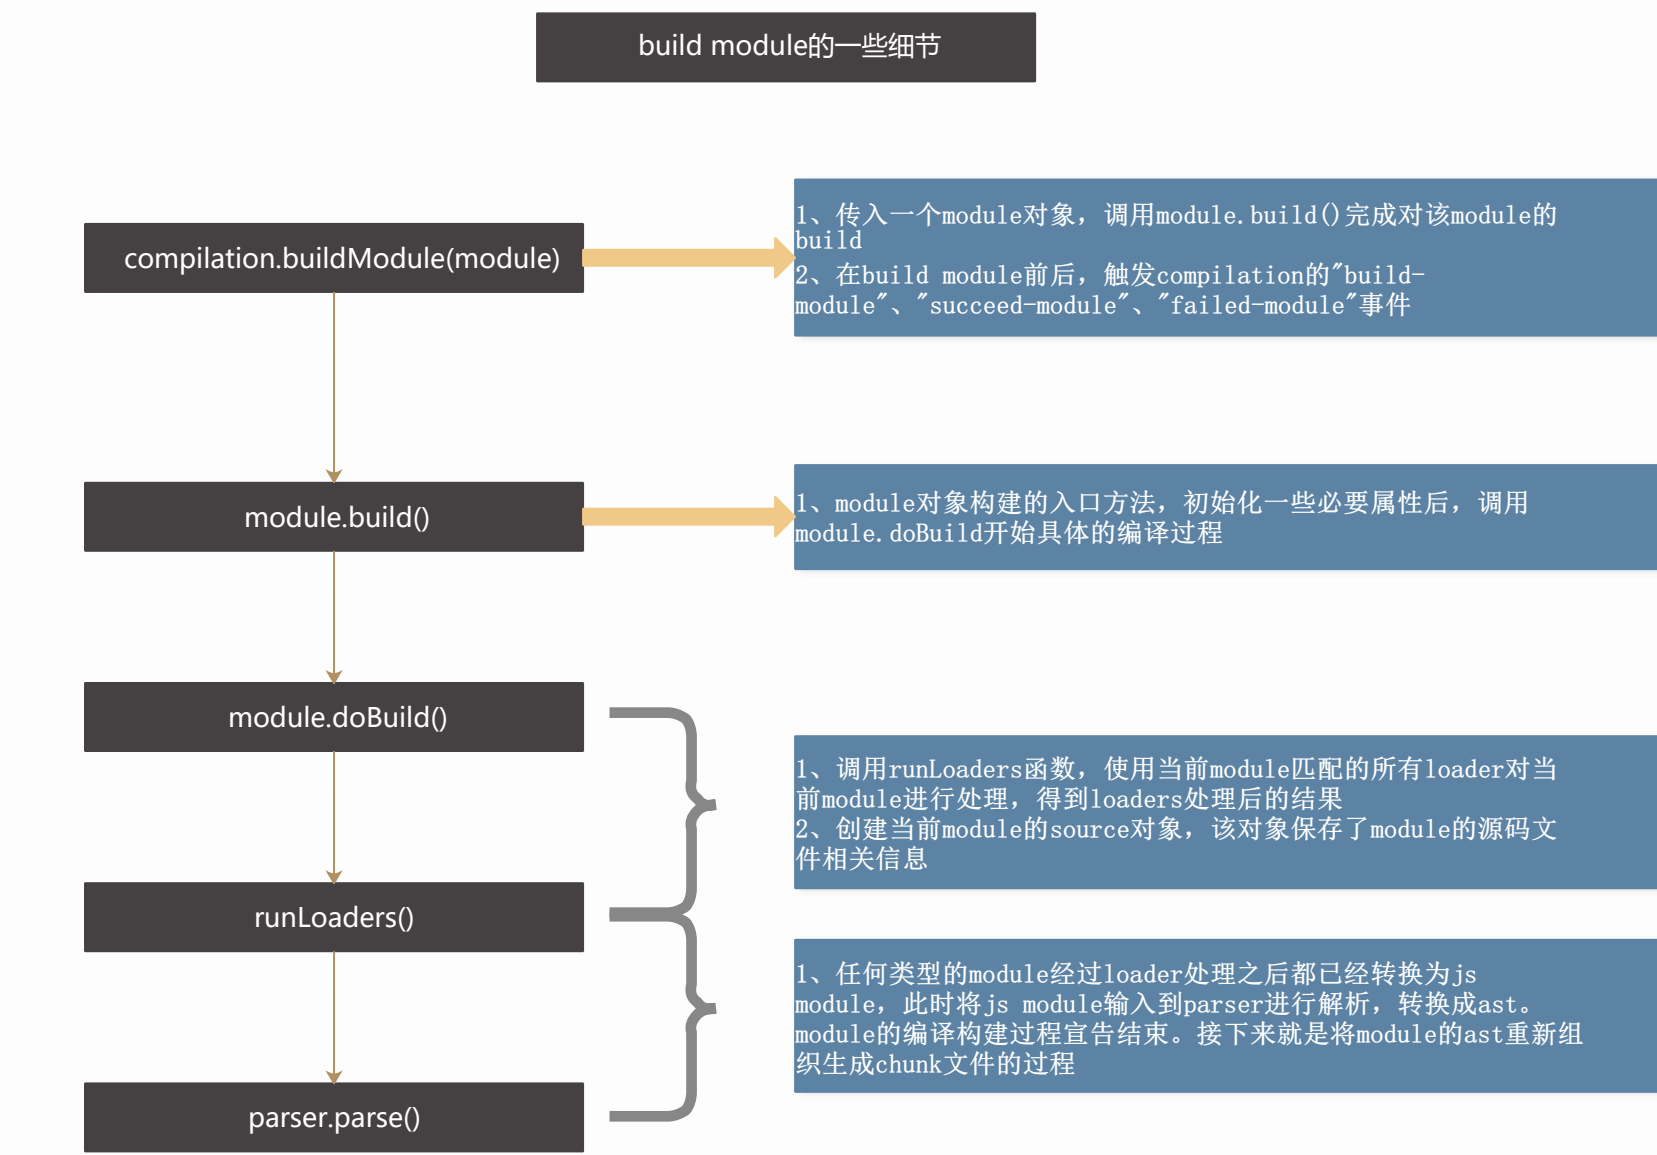 build module的一些细节
compilation.buildModule(module)
1、传入一个module对象，调用module.build()完成对该module的
build
2、在build module前后，触发compilation的"build-
module"、"succeed-module"、"failed-module"事件
module.build()
1、module对象构建的入口方法，初始化一些必要属性后，调用
module.doBuild开始具体的编译过程
module.doBuild()
1、调用runLoaders函数，使用当前module匹配的所有loader对当
前module进行处理，得到loaders处理后的结果
2、创建当前module的source对象，该对象保存了module的源码文
件相关信息
runLoaders()
1、任何类型的module经过loader处理之后都已经转换为js
module，此时将js module输入到parser进行解析，转换成ast。
module的编译构建过程宣告结束。接下来就是将module的ast重新组
织生成chunk文件的过程
parser.parse()